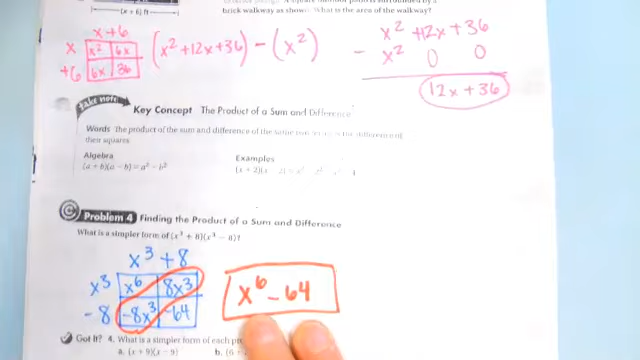 (x + 6) ft
brick walkway as shown. What is the area of the walkway?
x + 6
x x² 6x
+6 6x 36
(x² + 12x + 36) − (x²)
x² + 12x + 36
− x² 0 0
12x + 36
take note
Key Concept The Product of a Sum and Difference
Words The product of the sum and difference of the same two is the difference of
their squares
Algebra
(a + b)(a − b) = a² − b²
Examples
(x + 2)(x − 2) = x²
Problem 4 Finding the Product of a Sum and Difference
What is a simpler form of (x³ + 8)(x³ − 8)?
x³ + 8
x³ x⁶ 8x³
−8 −8x³ −64
x⁶ − 64
Got It? 4. What is a simpler
a. (x + 9)(x − 9)
b. (6